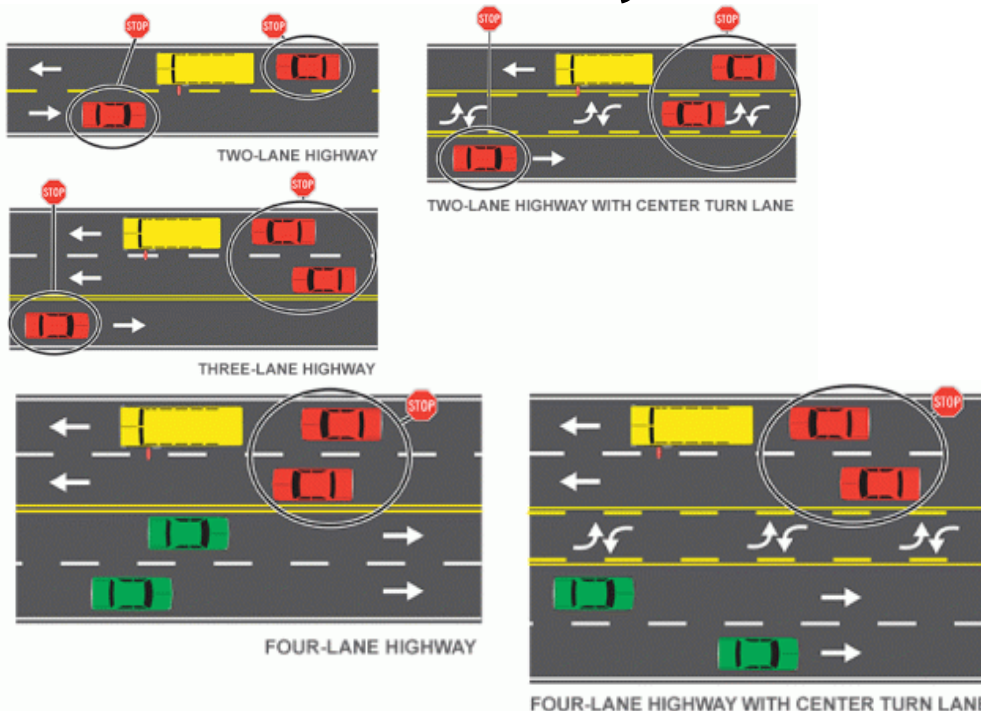 STOP
STOP
STOP
STOP
TWO-LANE HIGHWAY
TWO-LANE HIGHWAY WITH CENTER TURN LANE
STOP
STOP
THREE-LANE HIGHWAY
STOP
STOP
FOUR-LANE HIGHWAY
FOUR-LANE HIGHWAY WITH CENTER TURN LANE